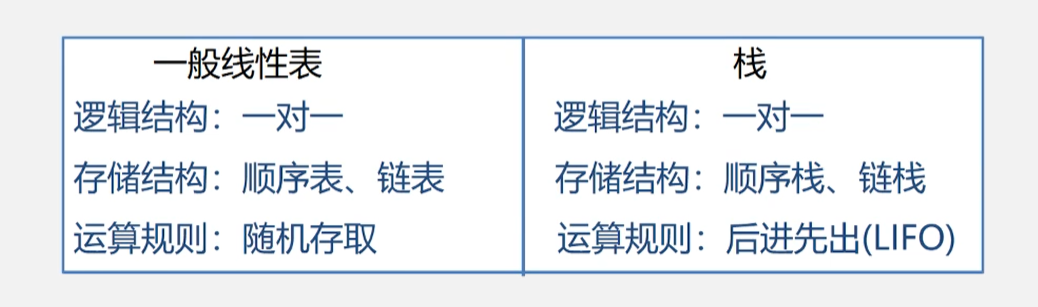 一般线性表
逻辑结构：一对一
存储结构：顺序表、链表
运算规则：随机存取
栈
逻辑结构：一对一
存储结构：顺序栈、链栈
运算规则：后进先出(LIFO)